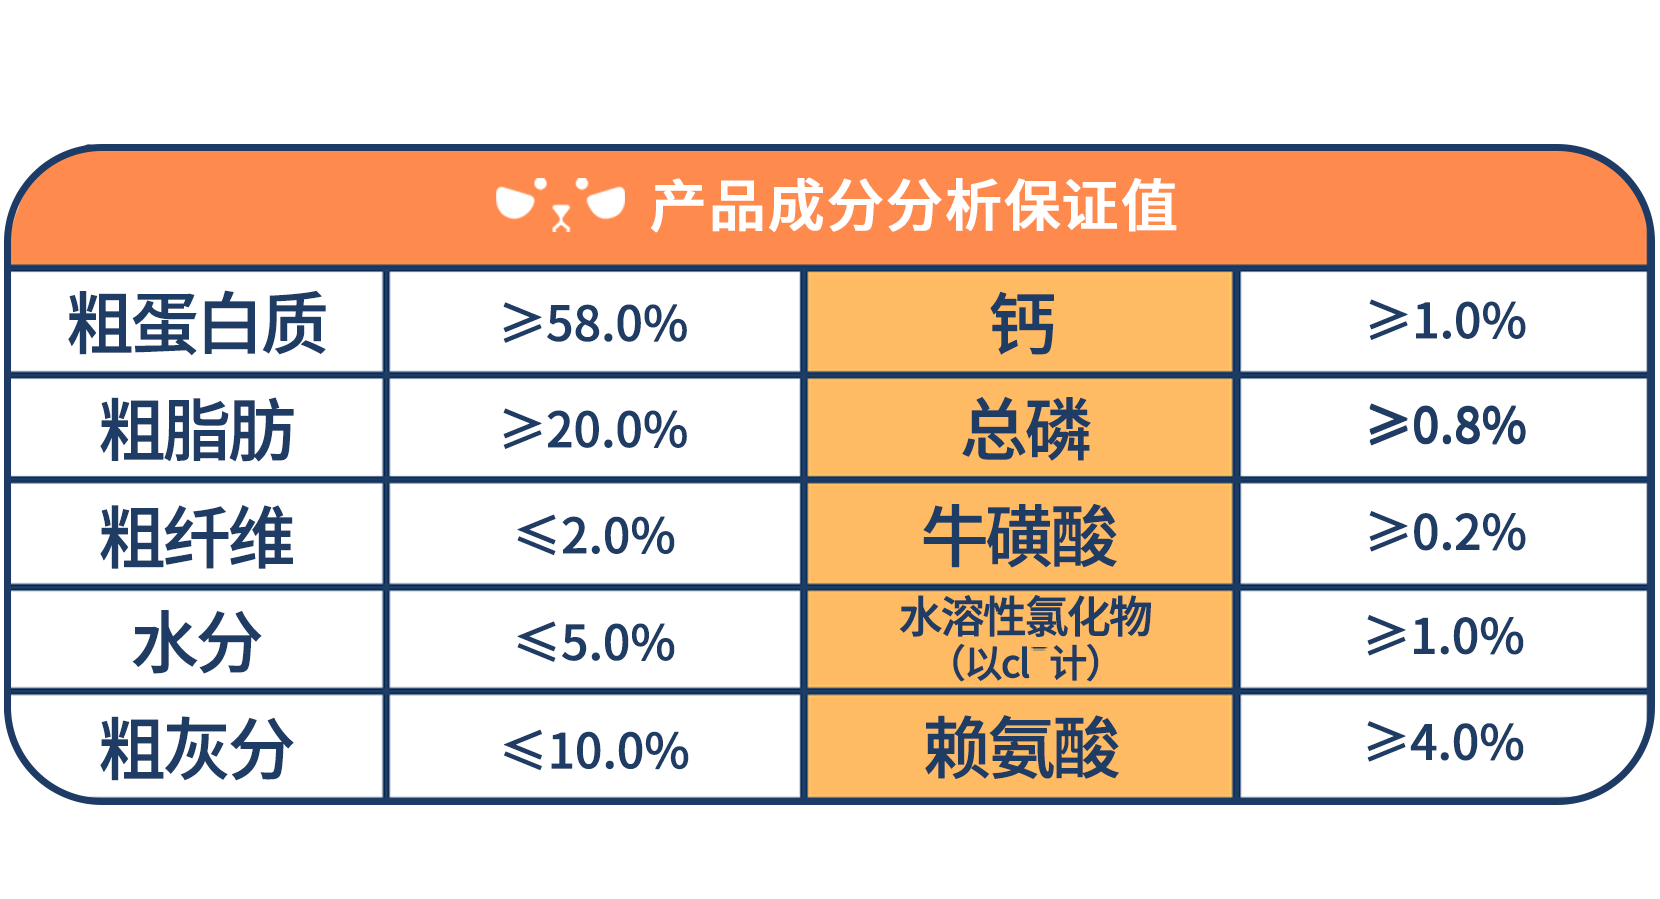 产品成分分析保证值
粗蛋白质 ⩾58.0% 钙 ⩾1.0%
粗脂肪 ⩾20.0% 总磷 ⩾0.8%
粗纤维 ⩽2.0% 牛磺酸 ⩾0.2%
水分 ⩽5.0% 水溶性氯化物 ⩾1.0%
（以cl⁻计）
粗灰分 ⩽10.0% 赖氨酸 ⩾4.0%